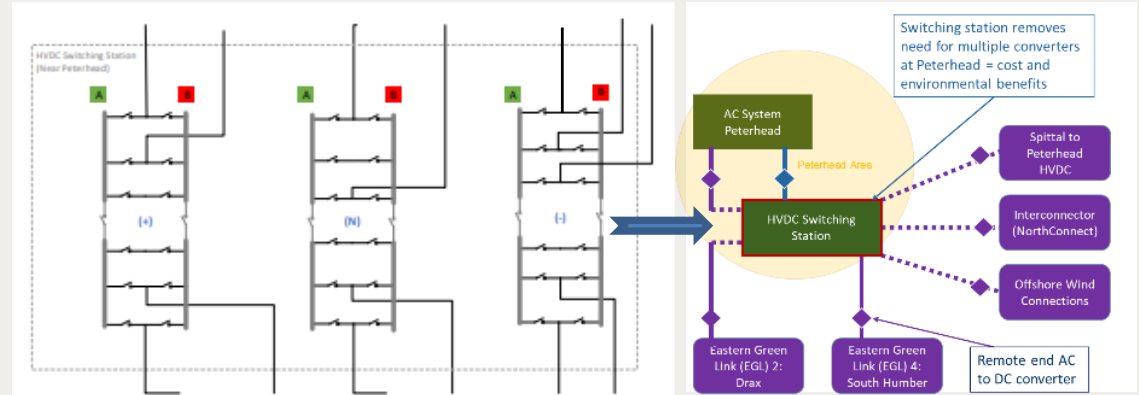 HVDC Switching Station
(Near Peterhead)
A
B
A
B
A
B
(+)
(N)
(-)
Switching station removes
need for multiple converters
at Peterhead = cost and
environmental benefits
AC System
Peterhead
Peterhead Area
HVDC Switching
Station
Spittal to
Peterhead
HVDC
Interconnector
(NorthConnect)
Offshore Wind
Connections
Eastern Green
Link (EGL) 2:
Drax
Eastern Green
Link (EGL) 4:
South Humber
Remote end AC
to DC converter